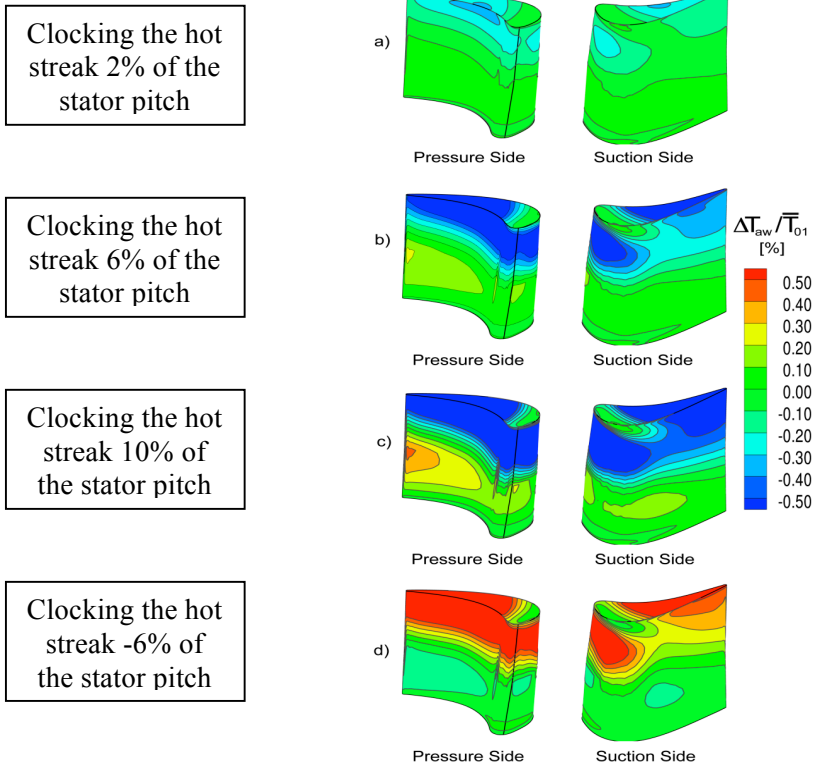 Clocking the hot
streak 2% of the
stator pitch
a)
Pressure Side
Suction Side
Clocking the hot
streak 6% of the
stator pitch
b)
Pressure Side
Suction Side
ΔTaw/T̅01
[%]
0.50
0.40
0.30
0.20
0.10
0.00
-0.10
-0.20
-0.30
-0.40
-0.50
Clocking the hot
streak 10% of
the stator pitch
c)
Pressure Side
Suction Side
Clocking the hot
streak -6% of
the stator pitch
d)
Pressure Side
Suction Side